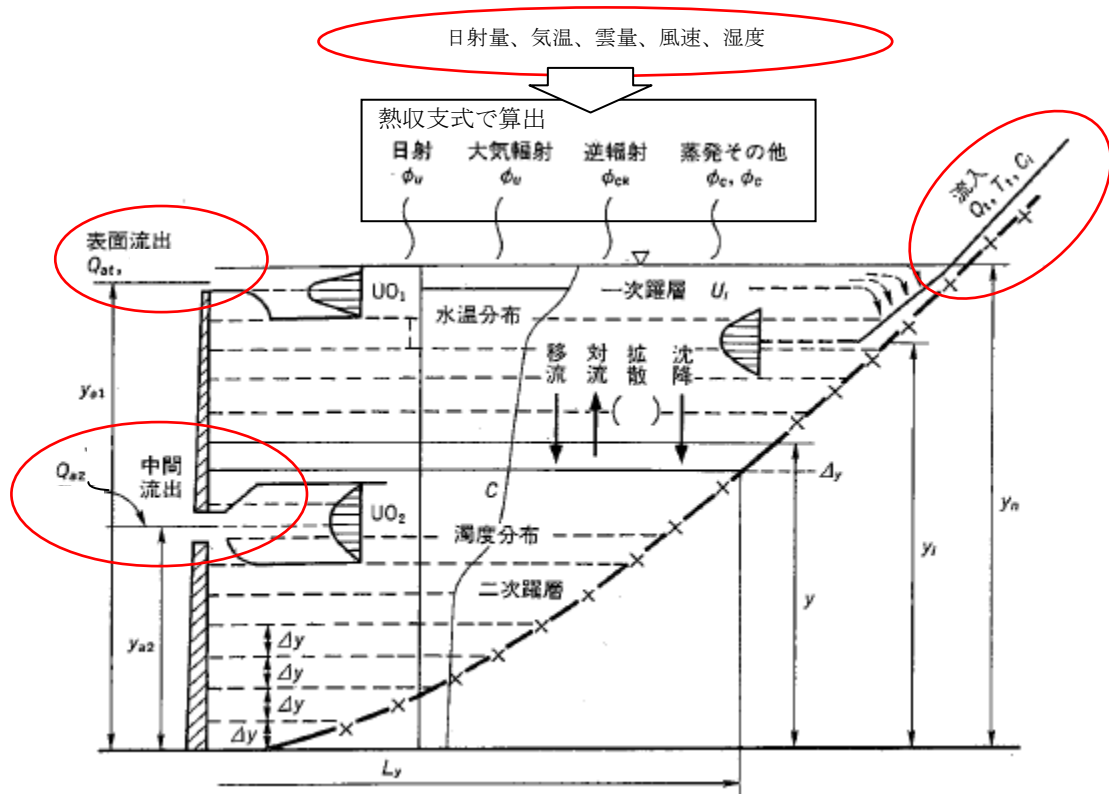 日射量、気温、雲量、風速、湿度
熱収支式で算出
日射 大気輻射 逆輻射 蒸発その他
ϕu ϕu ϕcR ϕc, ϕc
流入
Qt, Tt, Ci
表面流出
Qat,
UO1
一次躍層 Ui
水温分布
移流 対流 拡散 沈降
( )
ya1
中間
流出
Qa2
C
Δy
yn
UO2
濁度分布
yi
二次躍層
y
ya2
Δy
Δy
Δy
Δy
Ly